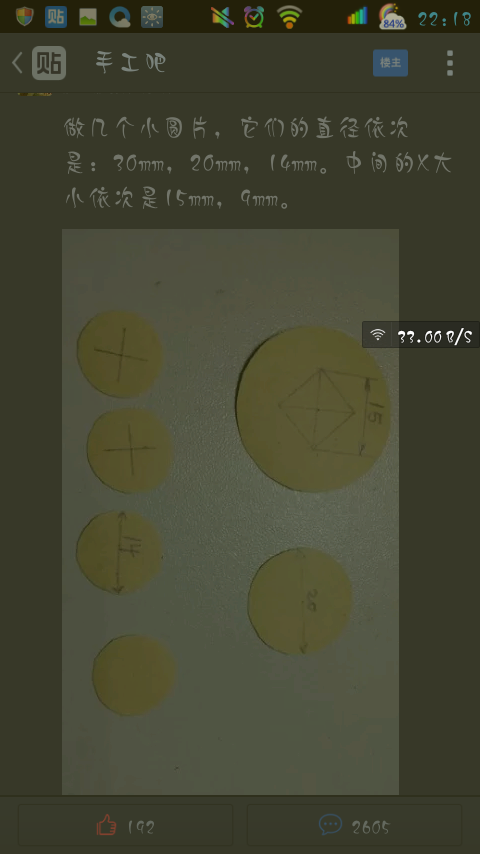 贴
84%
22:18
贴 手工吧
楼主
做几个小圆片，它们的直径依次
是：30mm，20mm，14mm。中间的X大
小依次是15mm，9mm。
33.00B/S
15
14
20
192
2605